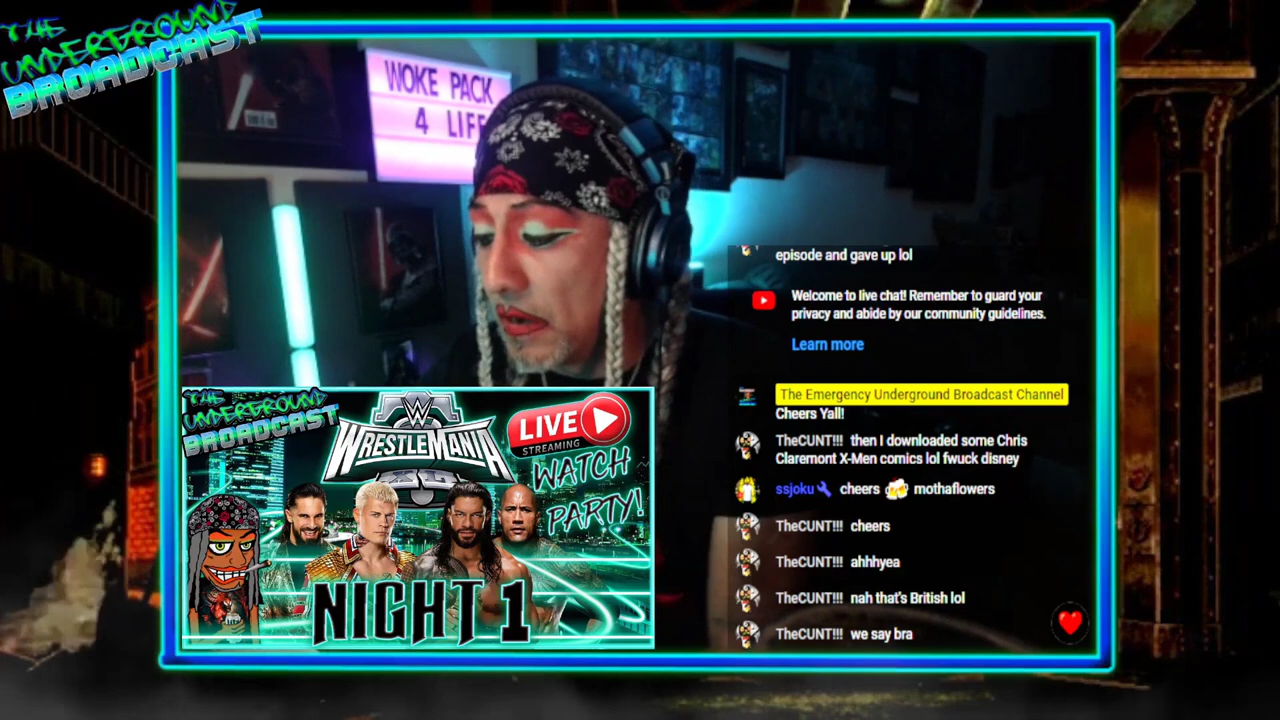 THE
UNDERGROUND
BROADCAST
WOKE PACK
4 LIFE
episode and gave up lol
Welcome to live chat! Remember to guard your
privacy and abide by our community guidelines.
Learn more
The Emergency Underground Broadcast Channel
Cheers Yall!
TheCUNT!!! then I downloaded some Chris
Claremont X-Men comics lol fwuck disney
ssjoku cheers 🍻 mothaflowers
TheCUNT!!! cheers
TheCUNT!!! ahhhyea
TheCUNT!!! nah that's British lol
TheCUNT!!! we say bra
THE
UNDERGROUND
BROADCAST
W
WRESTLEMANIA
LIVE
STREAMING
WATCH
PARTY!
NIGHT 1